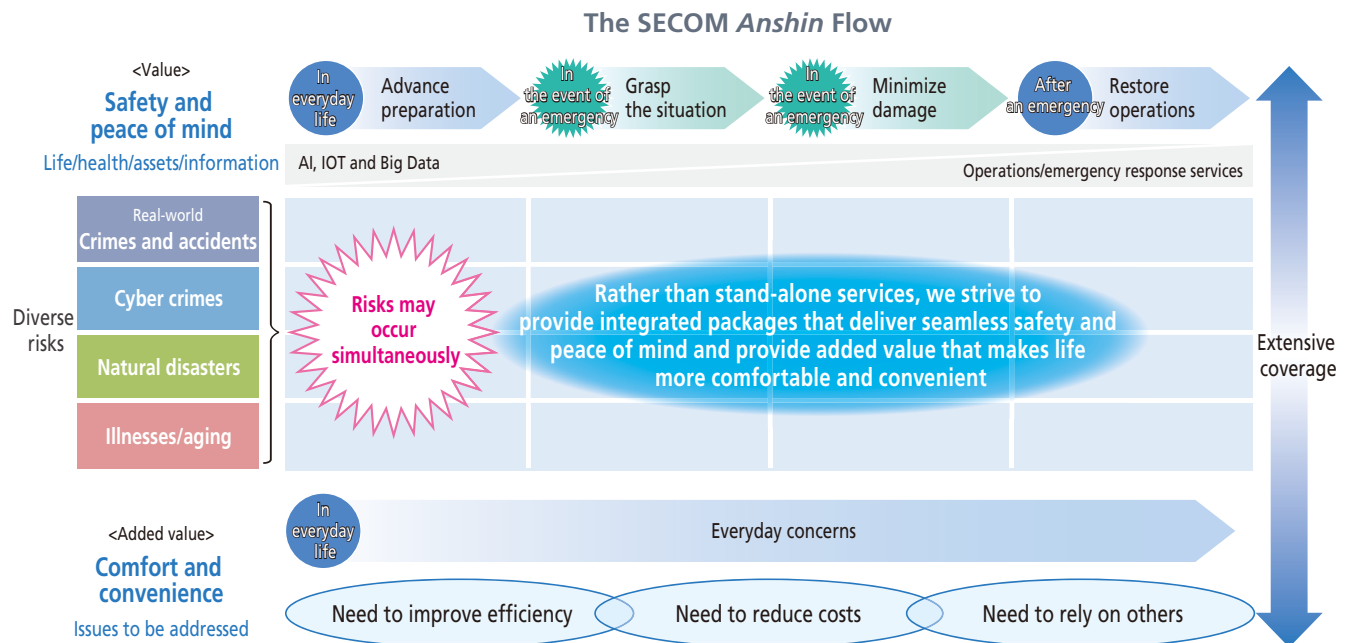 The SECOM Anshin Flow
<Value>
Safety and
peace of mind
Life/health/assets/information
In
everyday
life
Advance
preparation
In
the event of
an emergency
Grasp
the situation
In
the event of
an emergency
Minimize
damage
After
an emergency
Restore
operations
AI, IOT and Big Data
Operations/emergency response services
Diverse
risks
Real-world
Crimes and accidents
Cyber crimes
Natural disasters
Illnesses/aging
Risks may
occur
simultaneously
Rather than stand-alone services, we strive to
provide integrated packages that deliver seamless safety and
peace of mind and provide added value that makes life
more comfortable and convenient
Extensive
coverage
<Added value>
Comfort and
convenience
Issues to be addressed
In
everyday
life
Everyday concerns
Need to improve efficiency
Need to reduce costs
Need to rely on others